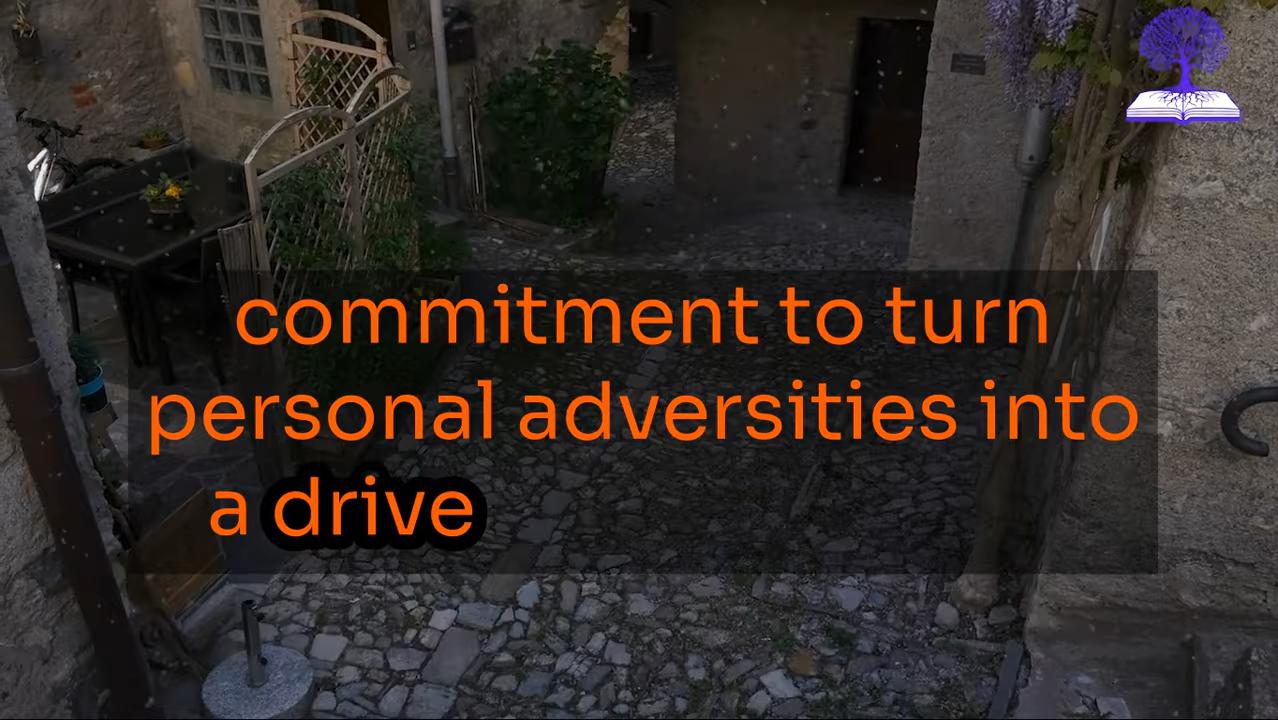 commitment to turn
personal adversities into
a drive